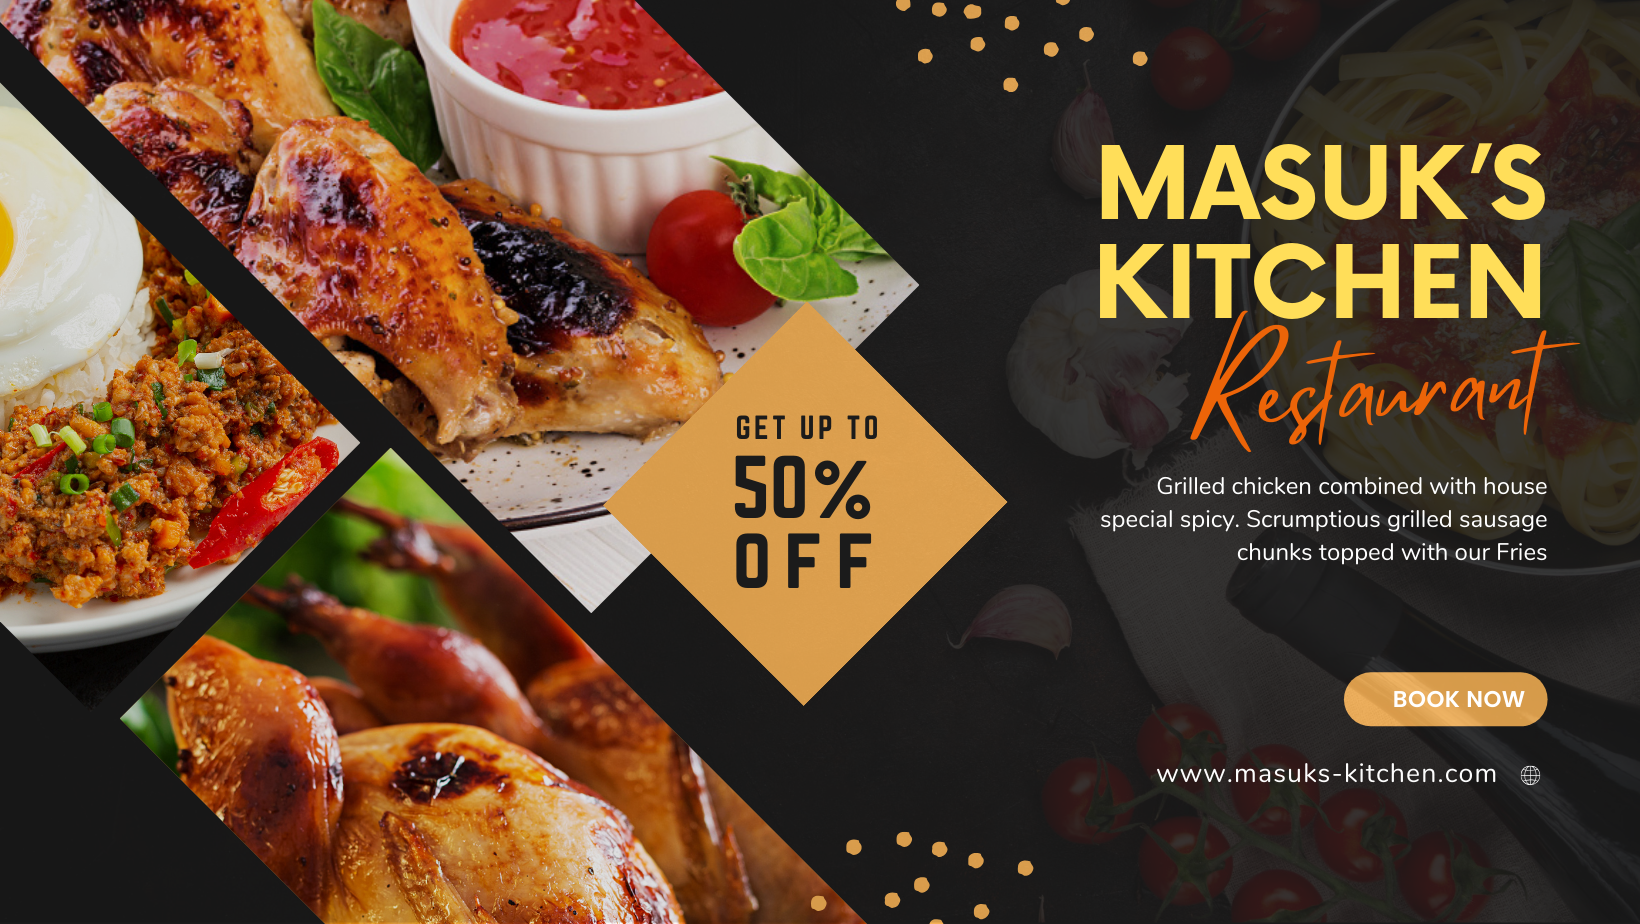 MASUK’S
KITCHEN
Restaurant
Grilled chicken combined with house
special spicy. Scrumptious grilled sausage
chunks topped with our Fries
GET UP TO
50%
OFF
BOOK NOW
www.masuks-kitchen.com